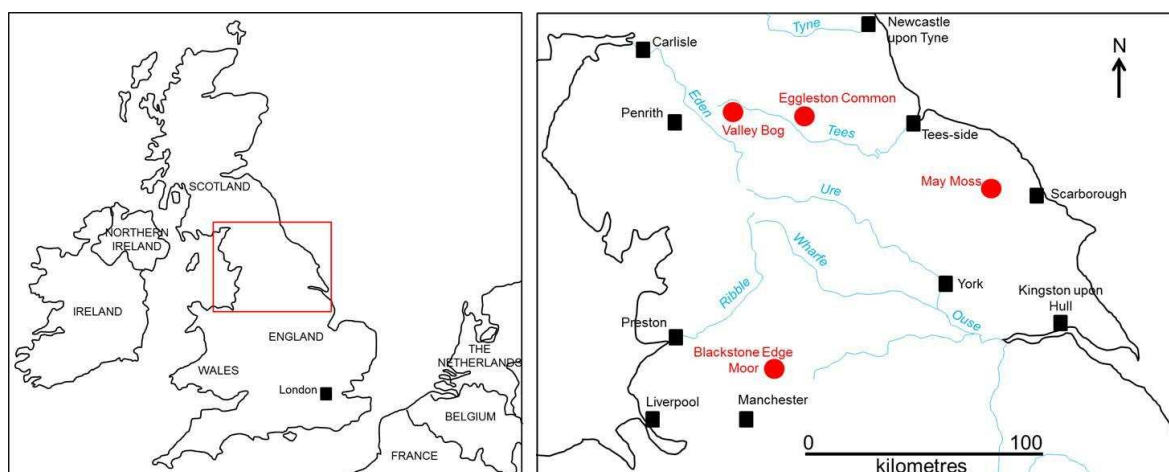 SCOTLAND
NORTHERN
IRELAND
IRELAND
ENGLAND
WALES
London
THE
NETHERLANDS
BELGIUM
FRANCE
Tyne
Newcastle
upon Tyne
Carlisle
N
Eden
Penrith
Valley Bog
Eggleston Common
Tees
Tees-side
May Moss
Scarborough
Ure
Wharfe
Ribble
York
Kingston upon
Hull
Ouse
Preston
Blackstone Edge
Moor
Liverpool
Manchester
0 100
kilometres